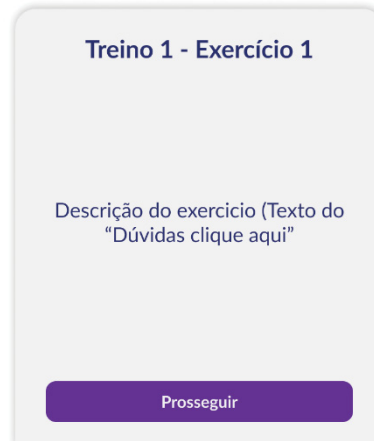 Treino 1 - Exercício 1
Descrição do exercicio (Texto do
“Dúvidas clique aqui”
Prosseguir